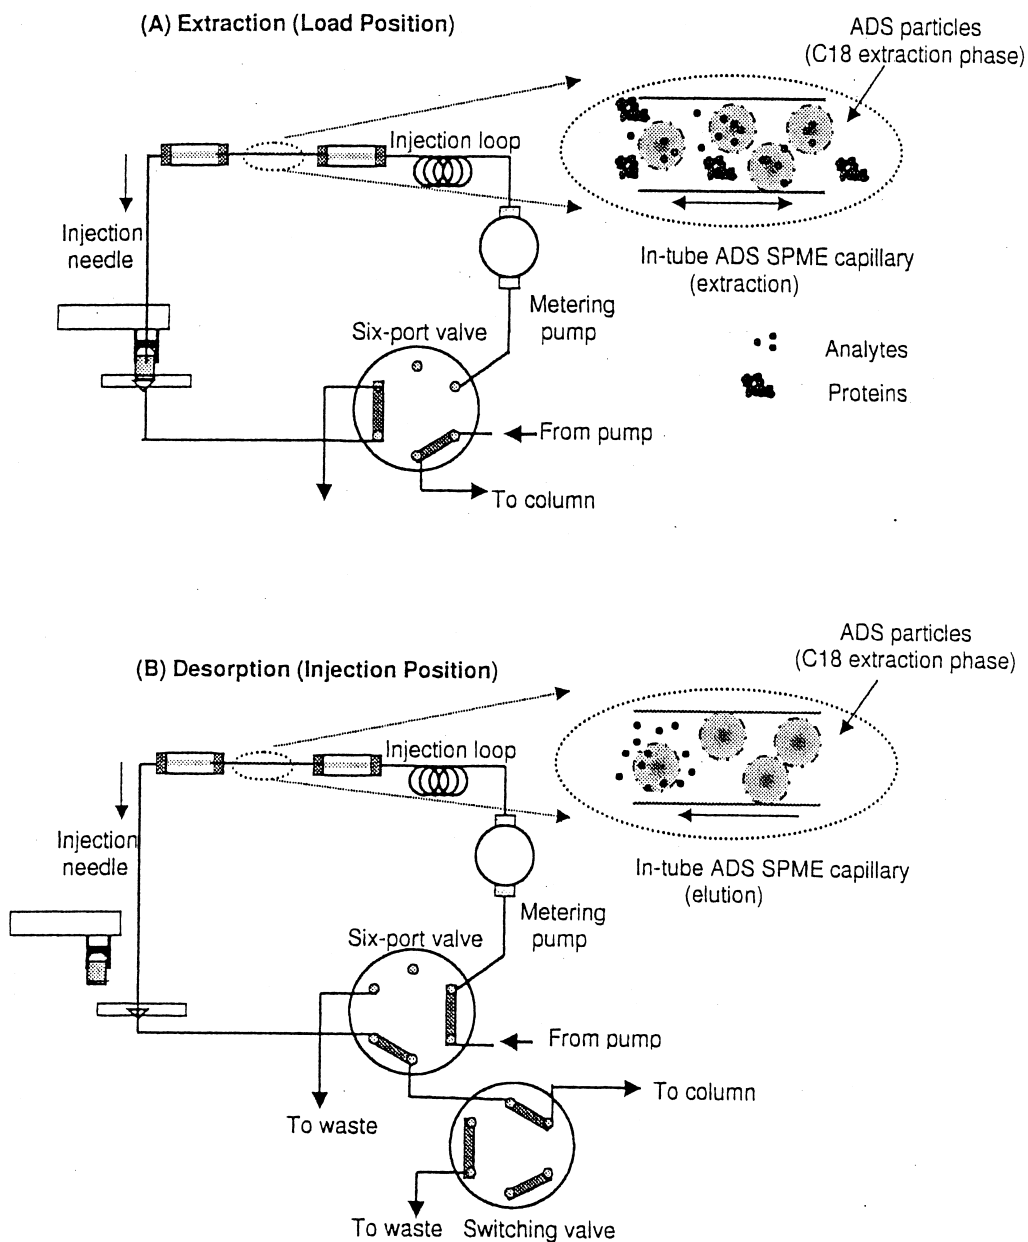 (A) Extraction (Load Position)
ADS particles
(C18 extraction phase)
Injection loop
Injection
needle
In-tube ADS SPME capillary
(extraction)
Metering
pump
Six-port valve
Analytes
Proteins
From pump
To column
(B) Desorption (Injection Position)
ADS particles
(C18 extraction phase)
Injection loop
Injection
needle
In-tube ADS SPME capillary
(elution)
Metering
pump
Six-port valve
From pump
To column
To waste
To waste
Switching valve